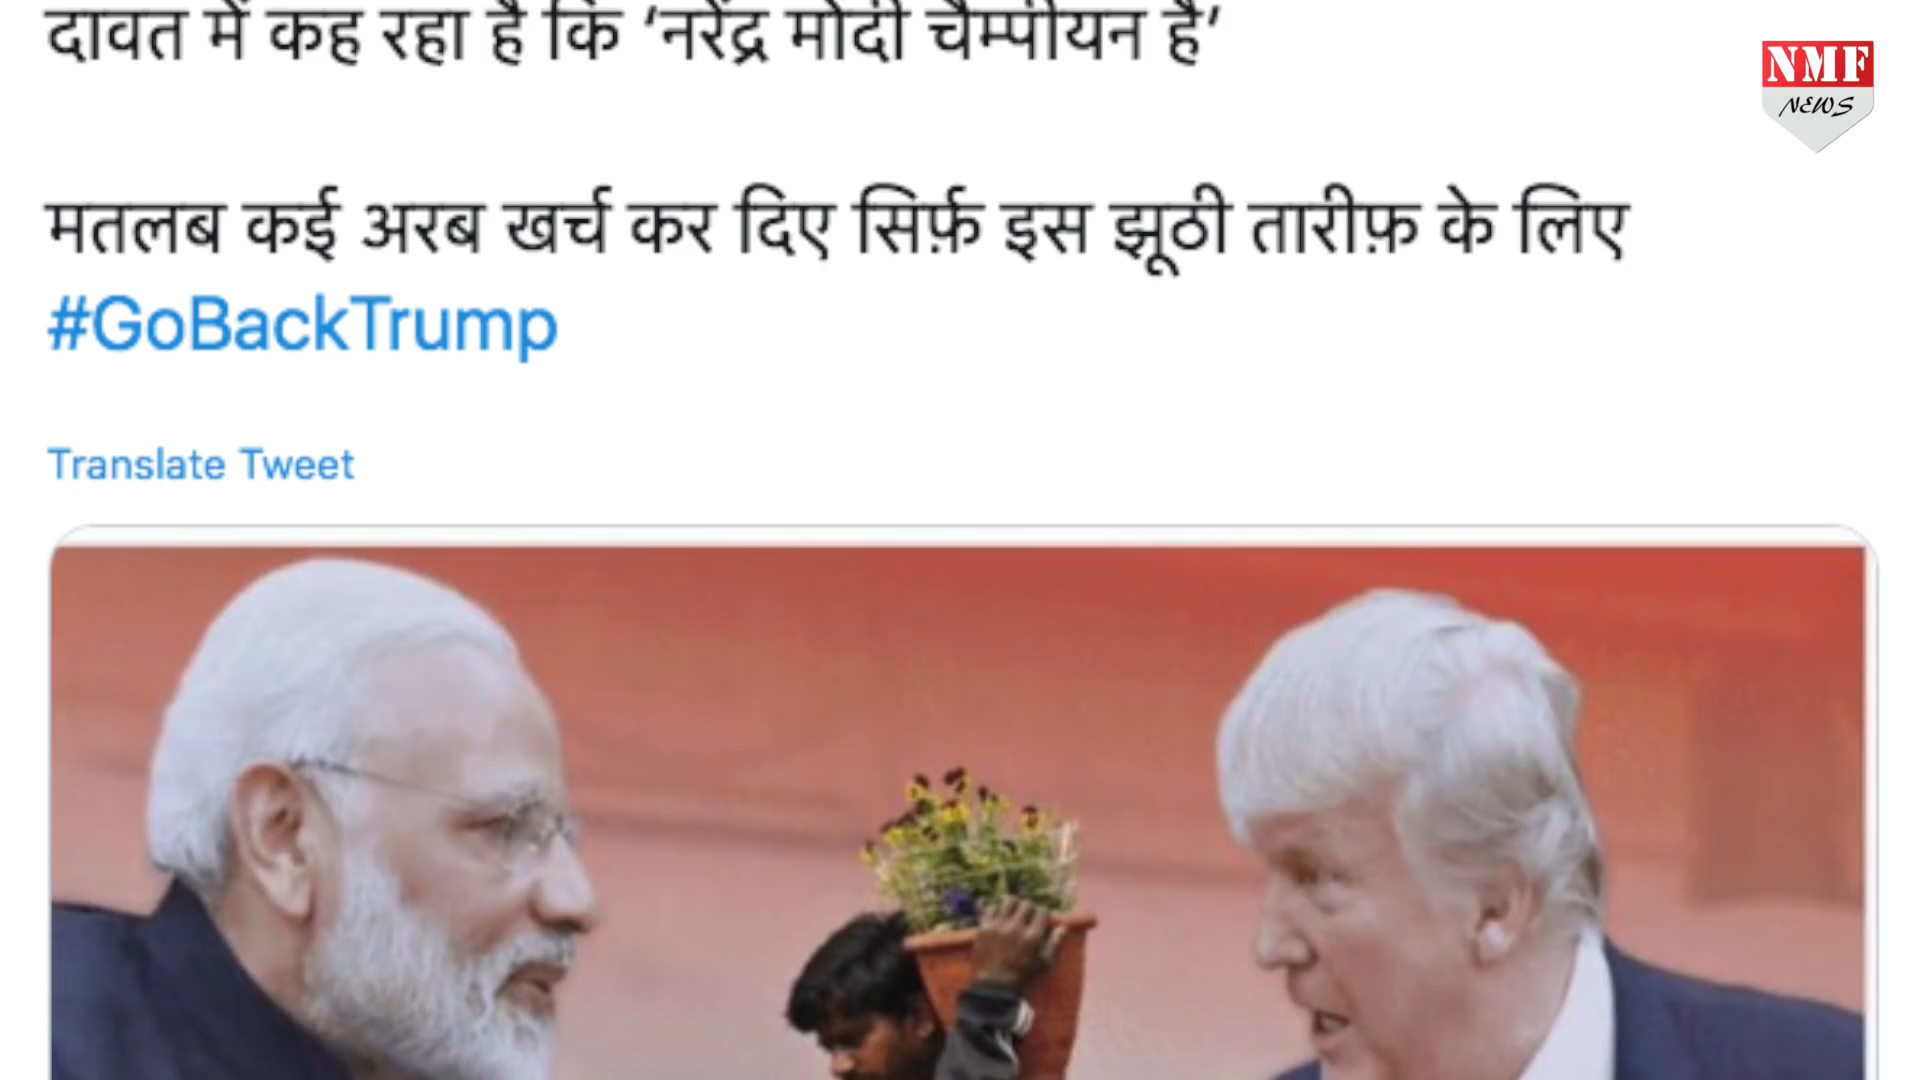 दावत में कह रहा है कि ‘नरेंद्र मोदी चैम्पीयन है’
NMF
NEWS
मतलब कई अरब खर्च कर दिए सिर्फ़ इस झूठी तारीफ़ के लिए
#GoBackTrump
Translate Tweet